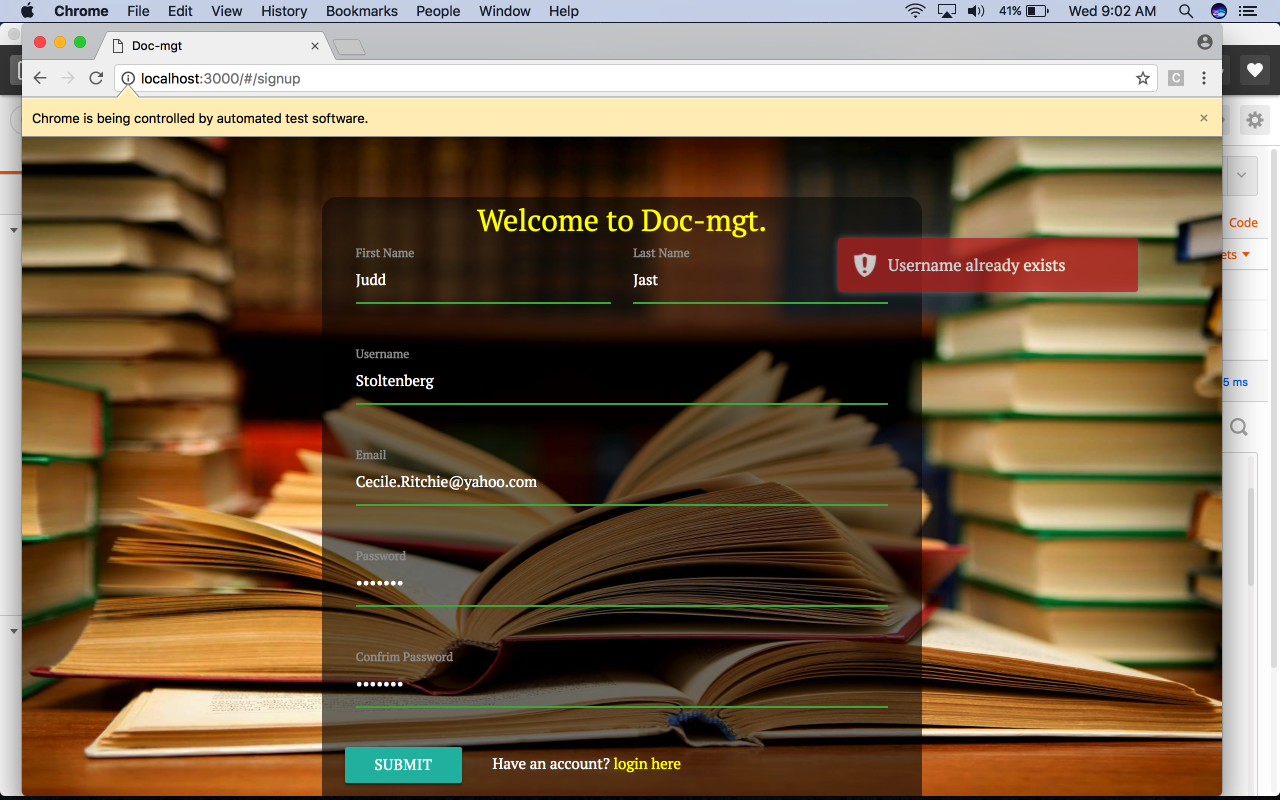 Chrome File Edit View History Bookmarks People Window Help 41% Wed 9:02 AM
Doc-mgt
localhost:3000/#/signup
C
Chrome is being controlled by automated test software.
Welcome to Doc-mgt.
First Name Last Name
Judd Jast
Username already exists
Username
Stoltenberg
Email
Cecile.Ritchie@yahoo.com
Password
Confrim Password
SUBMIT Have an account? login here
Code
5 ms